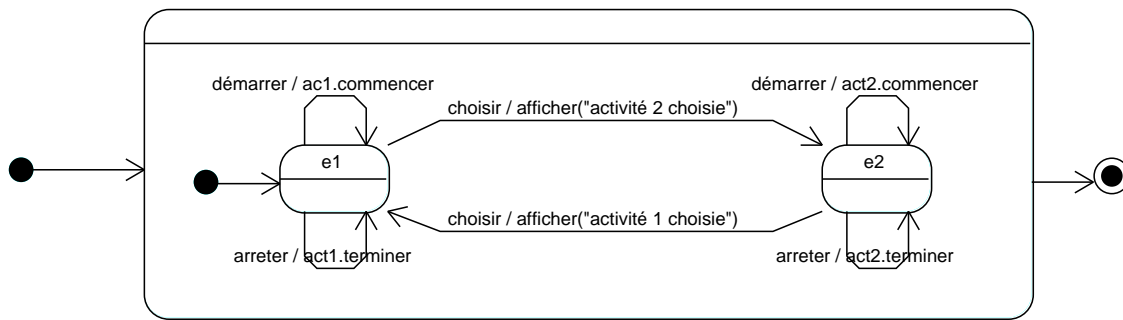 démarrer / ac1.commencer
démarrer / act2.commencer
choisir / afficher("activité 2 choisie")
e1
e2
choisir / afficher("activité 1 choisie")
arreter / act1.terminer
arreter / act2.terminer